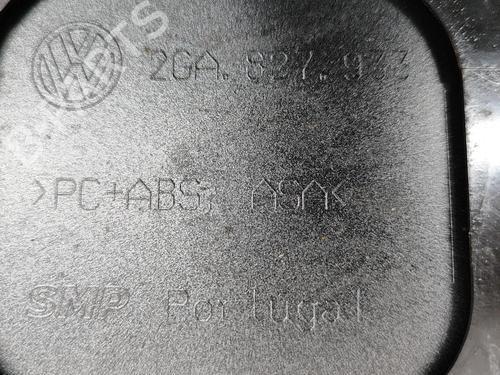 2GA.827.933
>PC+ABS; ASA<
SMP Portugal